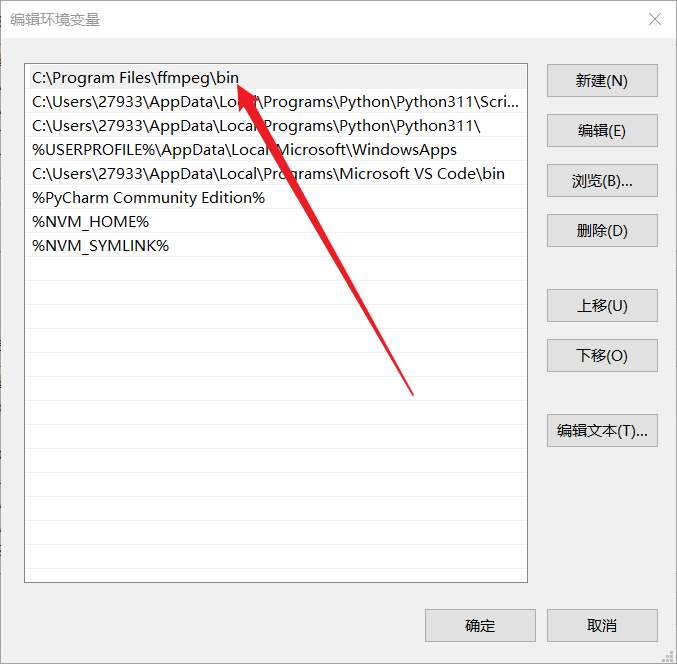 编辑环境变量
C:\Program Files\ffmpeg\bin
C:\Users\27933\AppData\Local\Programs\Python\Python311\Scri...
C:\Users\27933\AppData\Local\Programs\Python\Python311\
%USERPROFILE%\AppData\Local\Microsoft\WindowsApps
C:\Users\27933\AppData\Local\Programs\Microsoft VS Code\bin
%PyCharm Community Edition%
%NVM_HOME%
%NVM_SYMLINK%
新建(N)
编辑(E)
浏览(B)...
删除(D)
上移(U)
下移(O)
编辑文本(T)...
确定
取消